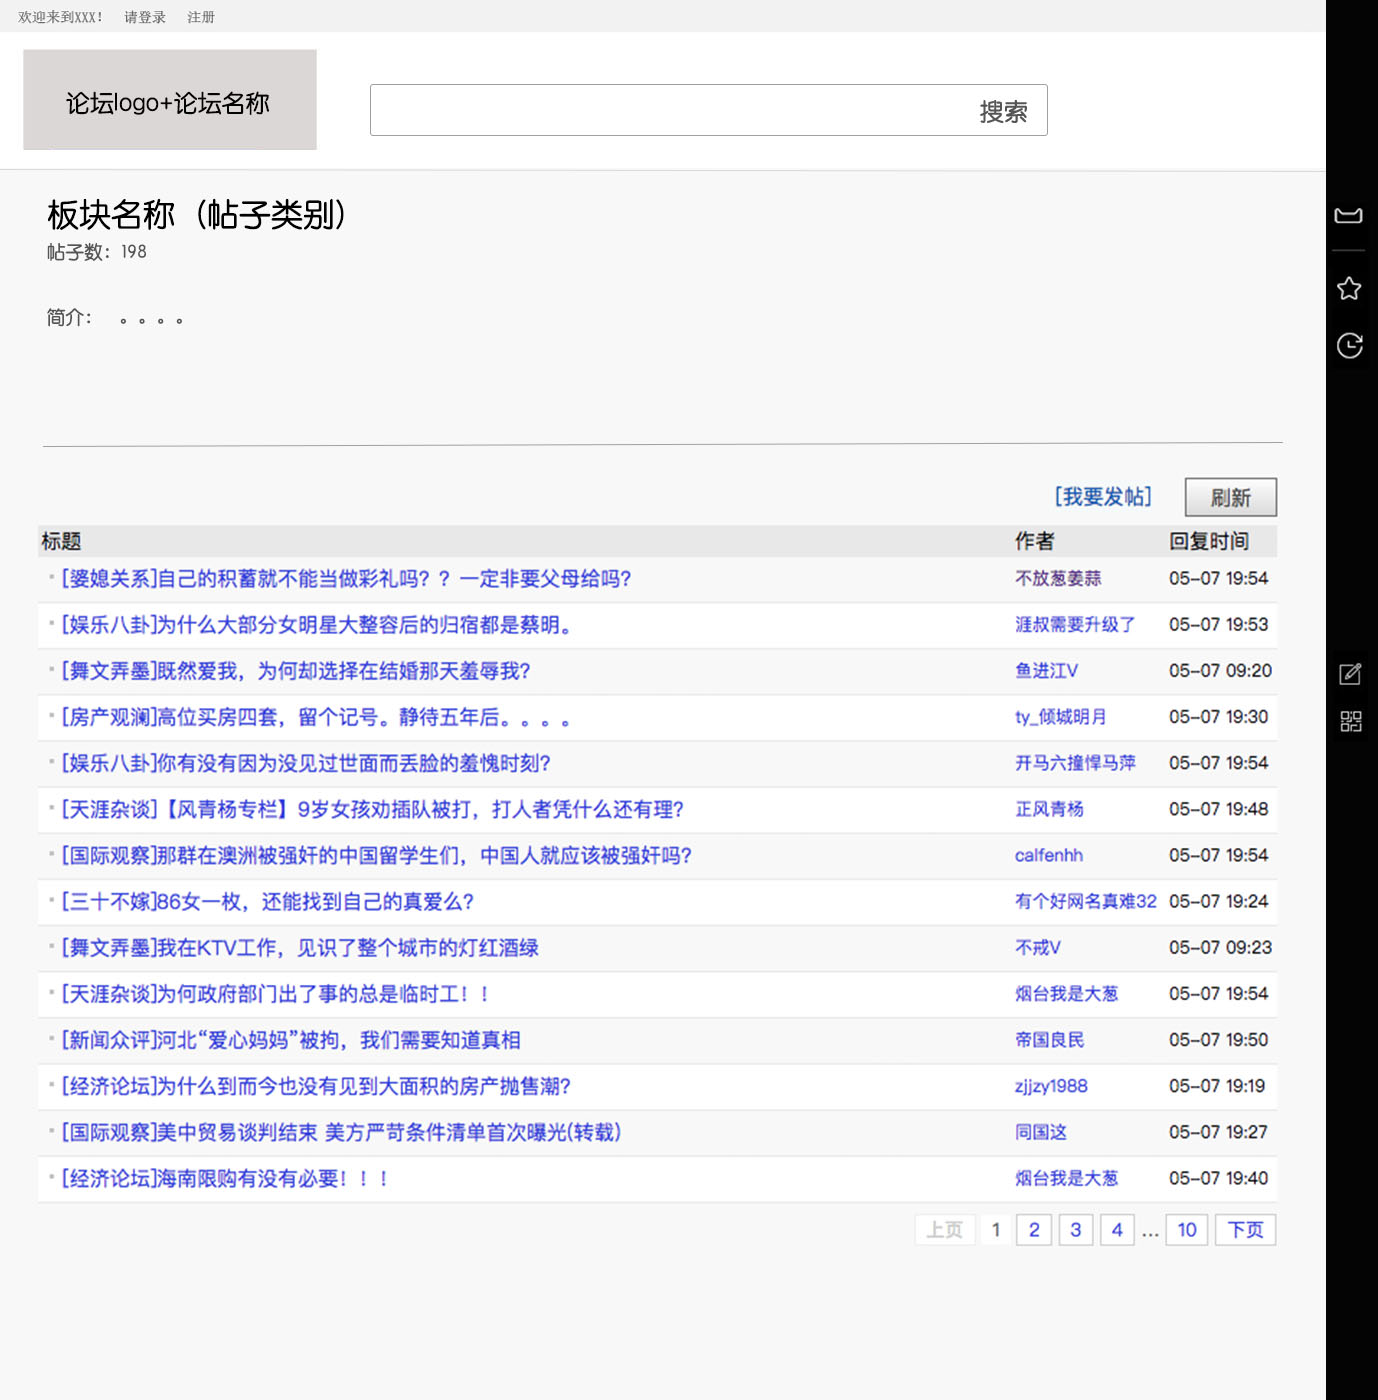 欢迎来到XXX！ 请登录 注册
论坛logo+论坛名称
搜索
板块名称（帖子类别）
帖子数：198
简介： 。。。。
[我要发帖] 刷新
标题 作者 回复时间
[婆媳关系]自己的积蓄就不能当做彩礼吗？？一定非要父母给吗？ 不放葱姜蒜 05-07 19:54
[娱乐八卦]为什么大部分女明星大整容后的归宿都是蔡明。 涯叔需要升级了 05-07 19:53
[舞文弄墨]既然爱我，为何却选择在结婚那天羞辱我？ 鱼进江V 05-07 09:20
[房产观澜]高位买房四套，留个记号。静待五年后。。。。 ty_倾城明月 05-07 19:30
[娱乐八卦]你有没有因为没见过世面而丢脸的羞愧时刻？ 开马六撞悍马萍 05-07 19:54
[天涯杂谈]【风青杨专栏】9岁女孩劝插队被打，打人者凭什么还有理？ 正风青杨 05-07 19:48
[国际观察]那群在澳洲被强奸的中国留学生们，中国人就应该被强奸吗？ calfenhh 05-07 19:54
[三十不嫁]86女一枚，还能找到自己的真爱么？ 有个好网名真难32 05-07 19:24
[舞文弄墨]我在KTV工作，见识了整个城市的灯红酒绿 不戒V 05-07 09:23
[天涯杂谈]为何政府部门出了事的总是临时工！！ 烟台我是大葱 05-07 19:54
[新闻众评]河北“爱心妈妈”被拘，我们需要知道真相 帝国良民 05-07 19:50
[经济论坛]为什么到而今也没有见到大面积的房产抛售潮？ zjjzy1988 05-07 19:19
[国际观察]美中贸易谈判结束 美方严苛条件清单首次曝光(转载) 同国这 05-07 19:27
[经济论坛]海南限购有没有必要！！！ 烟台我是大葱 05-07 19:40
上页 1 2 3 4 ... 10 下页